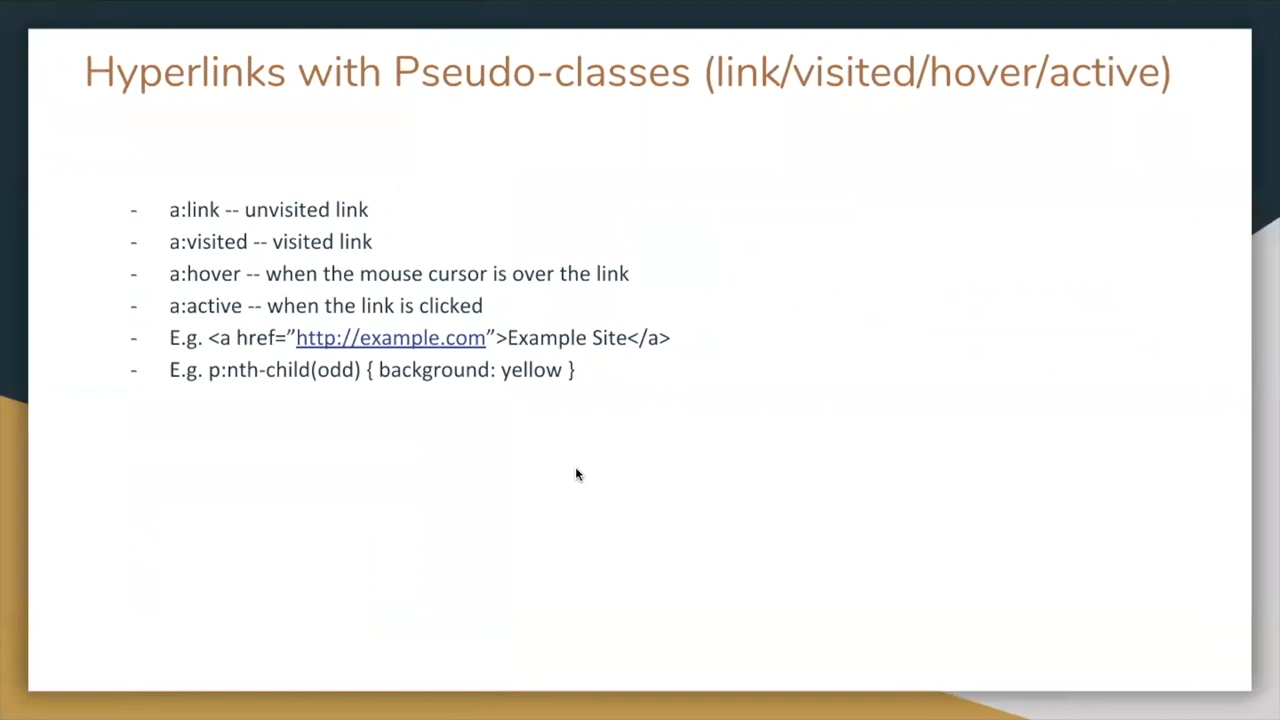 Hyperlinks with Pseudo-classes (link/visited/hover/active)
- a:link -- unvisited link
- a:visited -- visited link
- a:hover -- when the mouse cursor is over the link
- a:active -- when the link is clicked
- E.g. <a href=”http://example.com”>Example Site</a>
- E.g. p:nth-child(odd) { background: yellow }